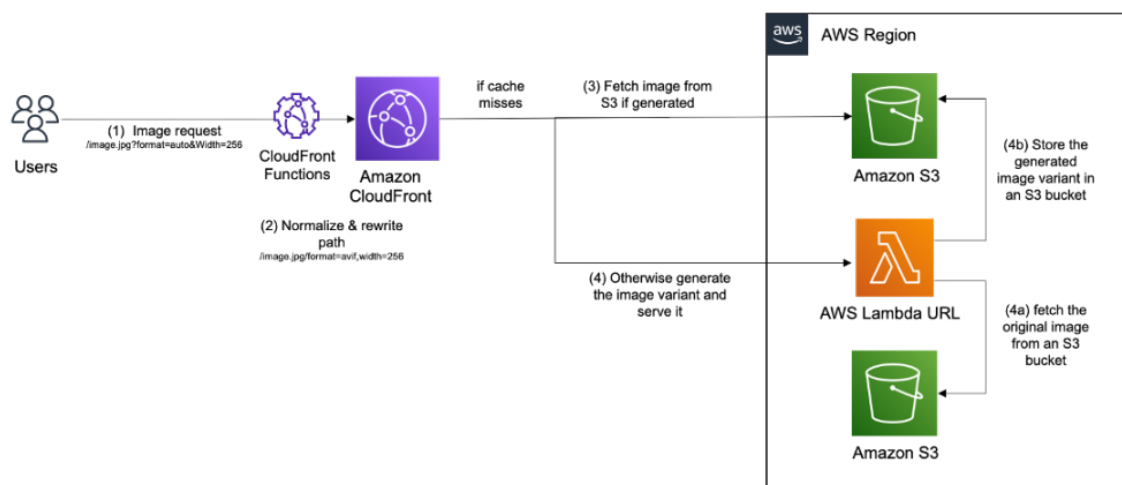 aws
AWS Region
Users
(1) Image request
/image.jpg?format=auto&Width=256
CloudFront
Functions
Amazon
CloudFront
(2) Normalize & rewrite
path
/image.jpg/format=avif,width=256
if cache
misses
(3) Fetch image from
S3 if generated
Amazon S3
(4b) Store the
generated
image variant in
an S3 bucket
(4) Otherwise generate
the image variant and
serve it
AWS Lambda URL
(4a) fetch the
original image
from an S3
bucket
Amazon S3